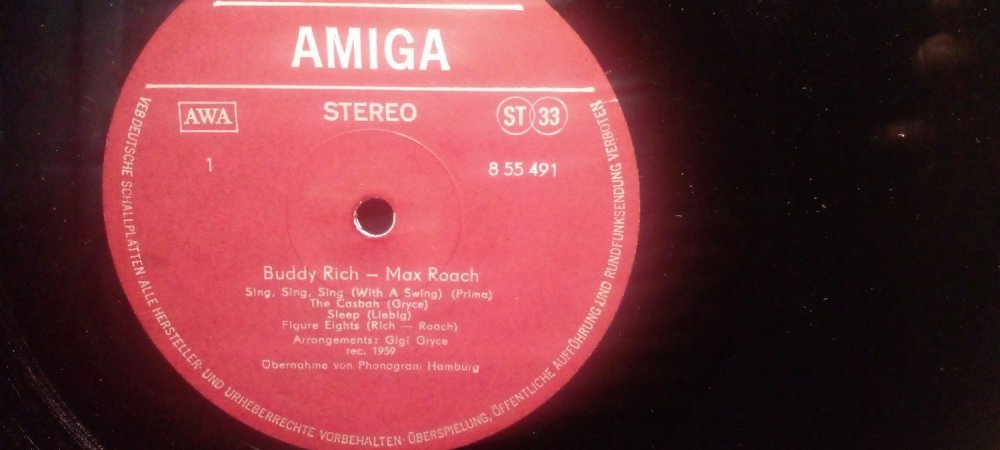 AMIGA
AWA
STEREO
ST 33
1
8 55 491
Buddy Rich — Max Roach
Sing, Sing, Sing (With A Swing) (Prima)
The Casbah (Gryce)
Sleep (Liebig)
Figure Eights (Rich — Roach)
Arrangements: Gigi Gryce
rec. 1959
Übernahme von Phonogram Hamburg
VEB DEUTSCHE SCHALLPLATTEN · ALLE HERSTELLER- UND URHEBERRECHTE VORBEHALTEN · ÜBERSPIELUNG, ÖFFENTLICHE AUFFÜHRUNG UND RUNDFUNKSENDUNG VERBOTEN